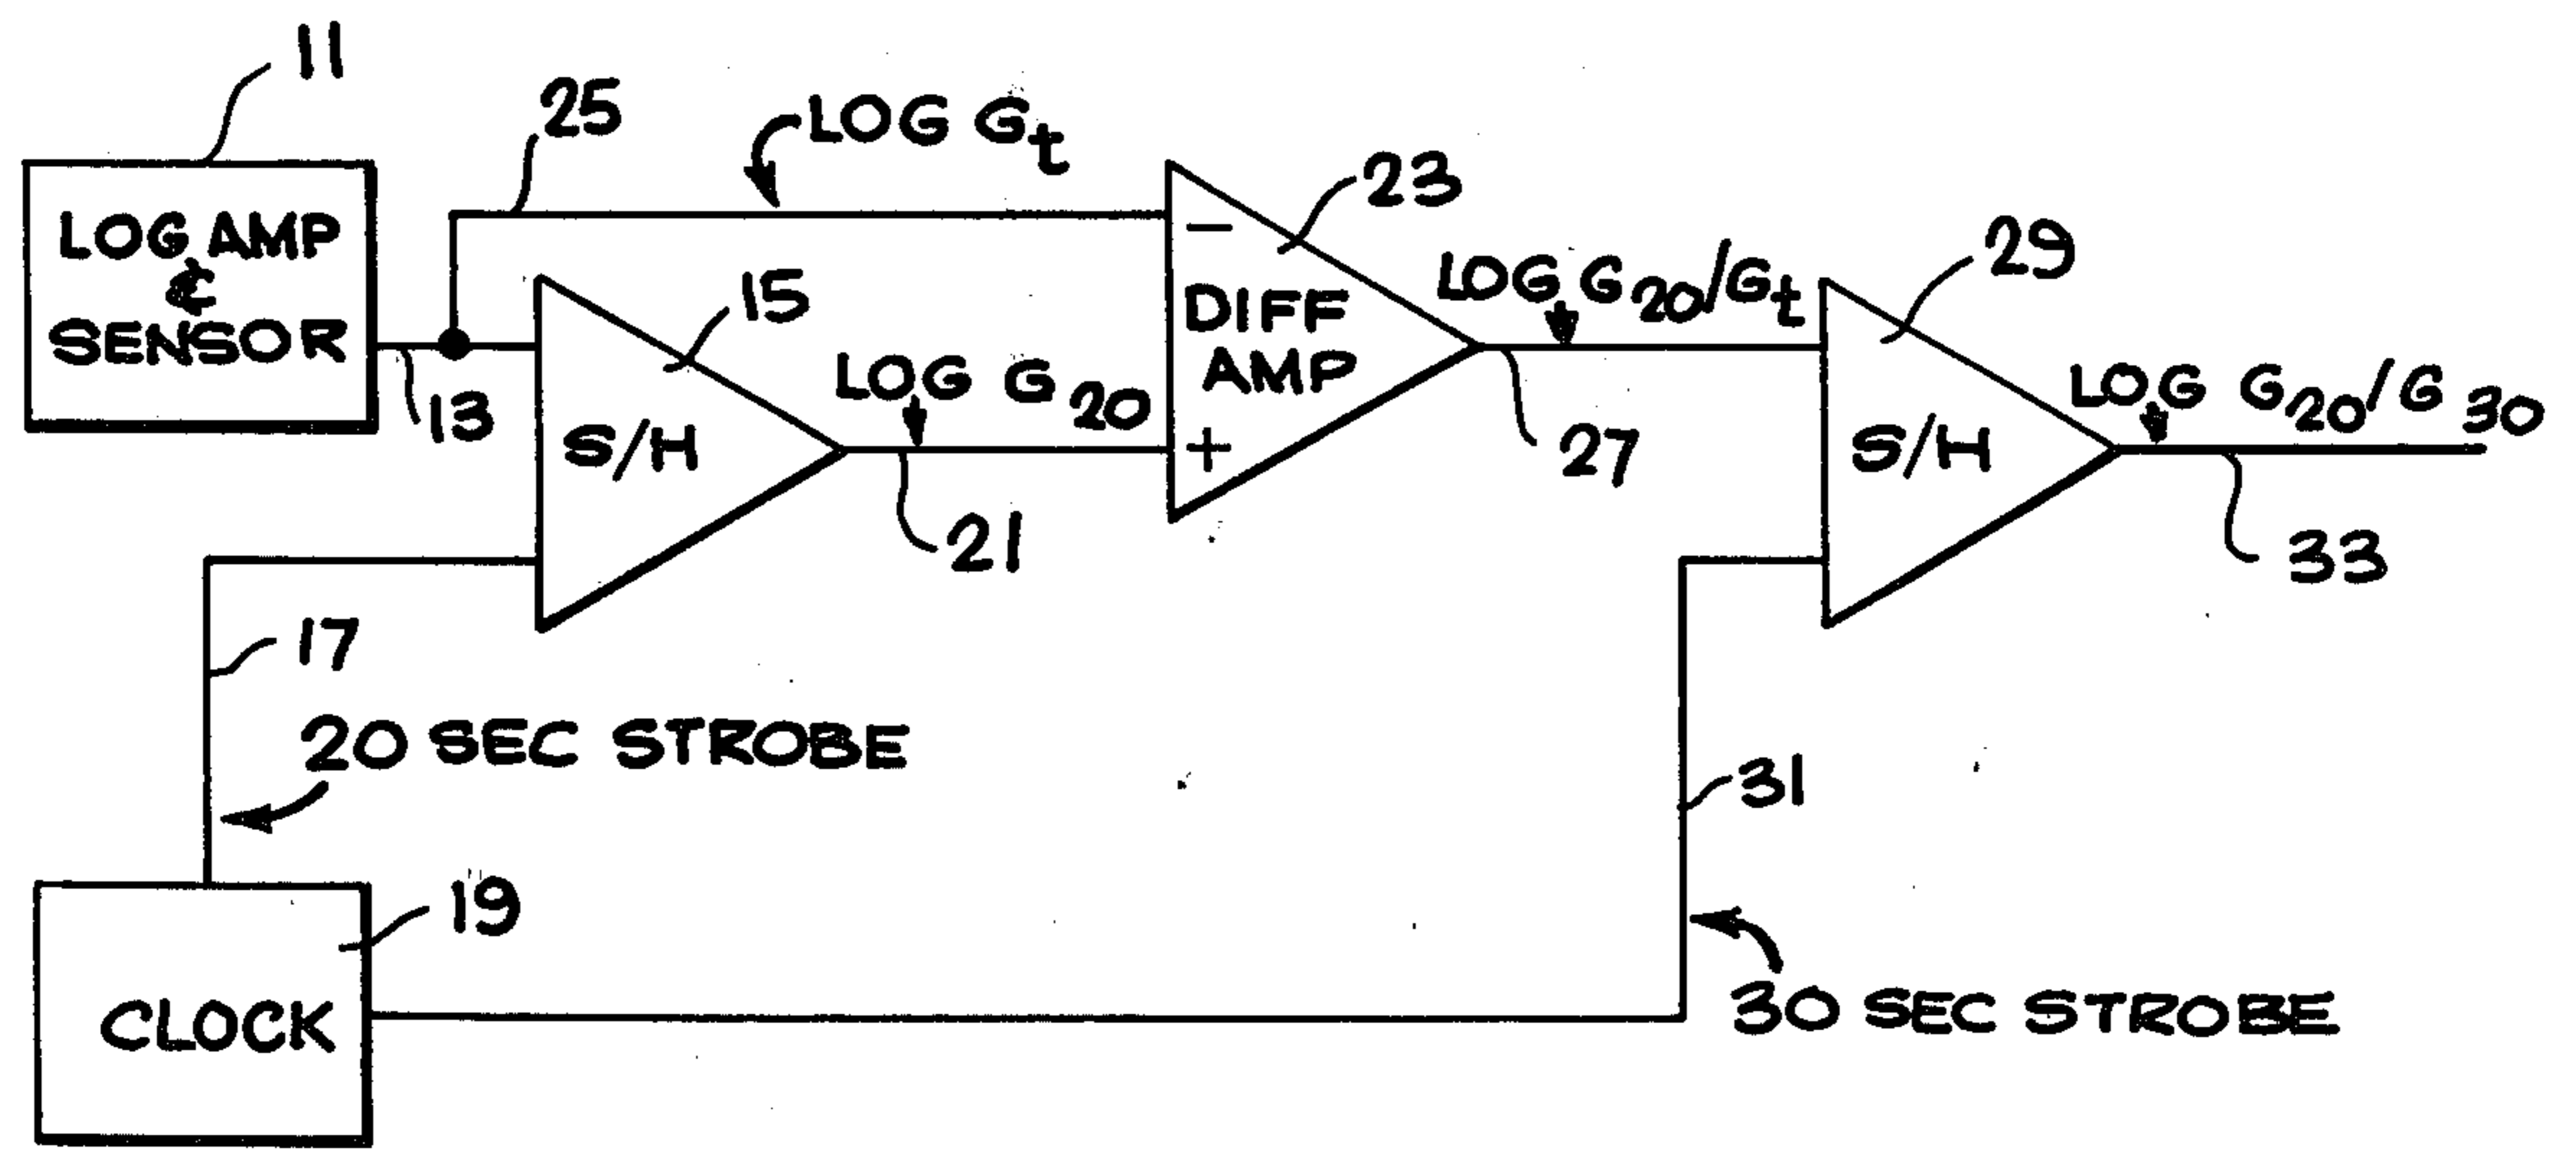 11
25
LOG Gt
23
29
LOG AMP
&
SENSOR
13
15
S/H
LOG G20
21
−
DIFF
AMP
+
LOG G20/Gt
27
S/H
LOG G20/G30
33
17
20 SEC STROBE
31
19
CLOCK
30 SEC STROBE